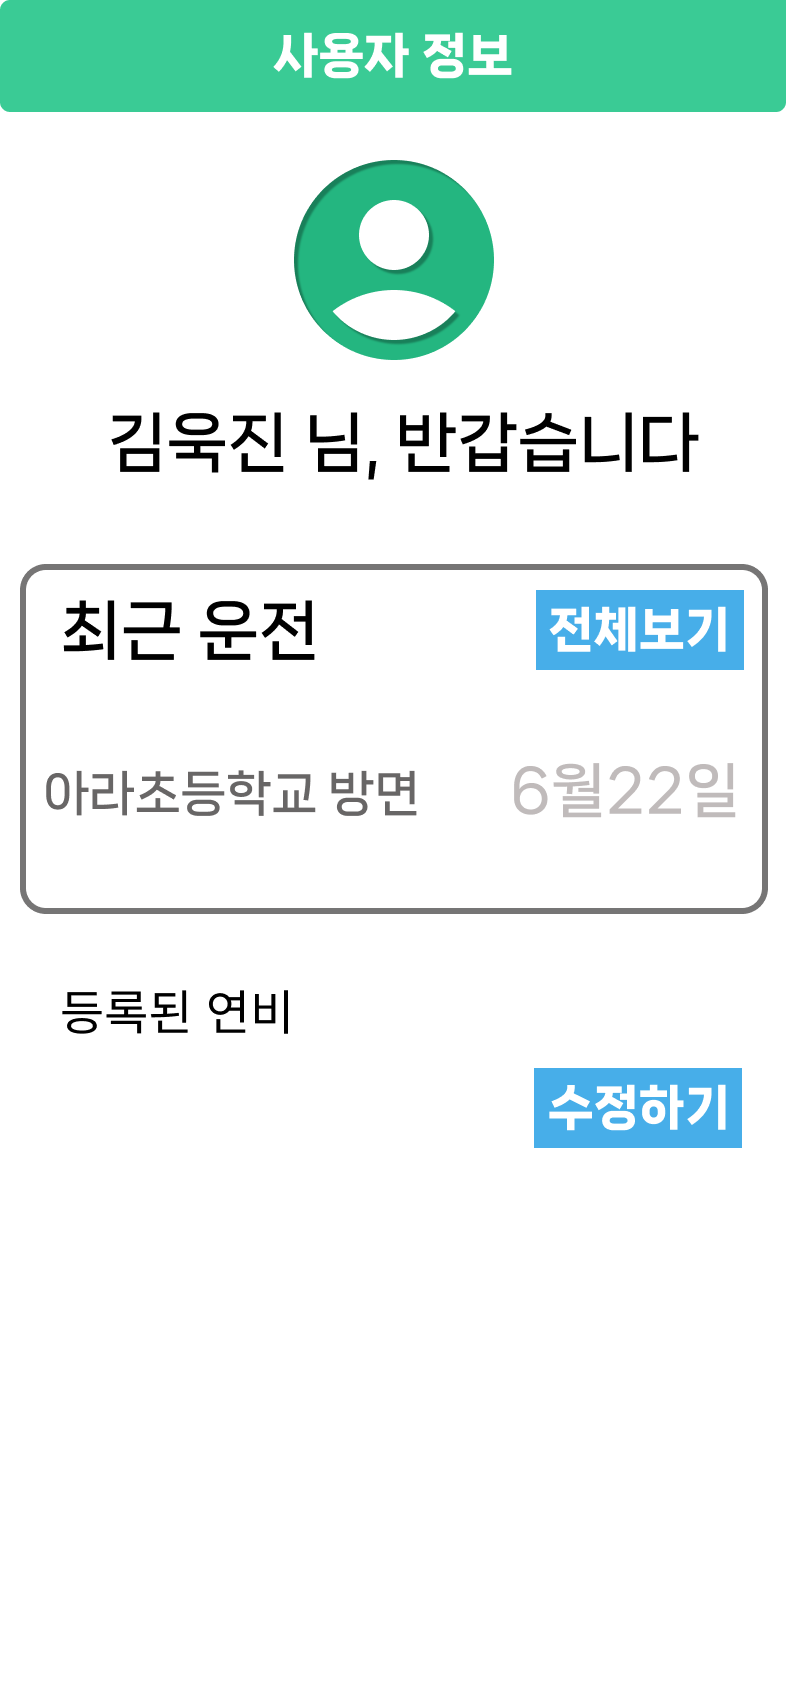 사용자 정보
김욱진 님, 반갑습니다
최근 운전
전체보기
아라초등학교 방면
6월22일
등록된 연비
수정하기